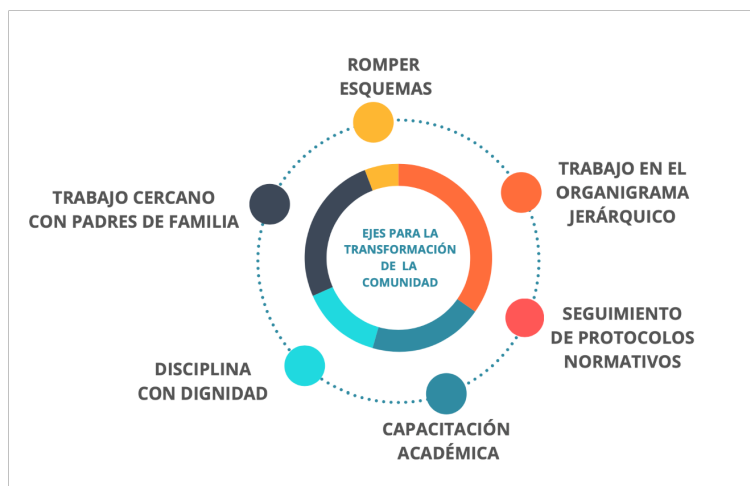 ROMPER
ESQUEMAS
TRABAJO EN EL
ORGANIGRAMA
JERÁRQUICO
SEGUIMIENTO
DE PROTOCOLOS
NORMATIVOS
CAPACITACIÓN
ACADÉMICA
DISCIPLINA
CON DIGNIDAD
TRABAJO CERCANO
CON PADRES DE FAMILIA
EJES PARA LA
TRANSFORMACIÓN
DE LA
COMUNIDAD